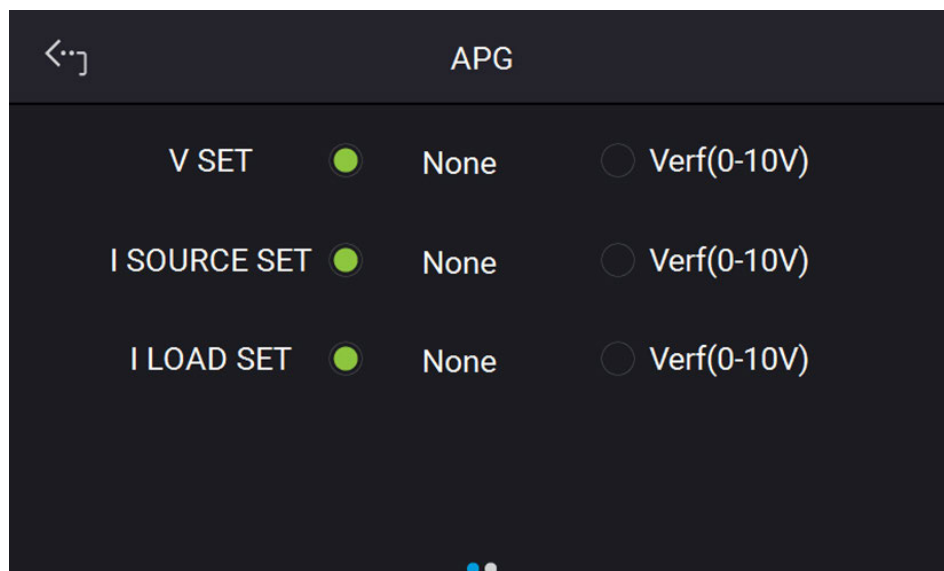 APG
V SET None Verf(0-10V)
I SOURCE SET None Verf(0-10V)
I LOAD SET None Verf(0-10V)